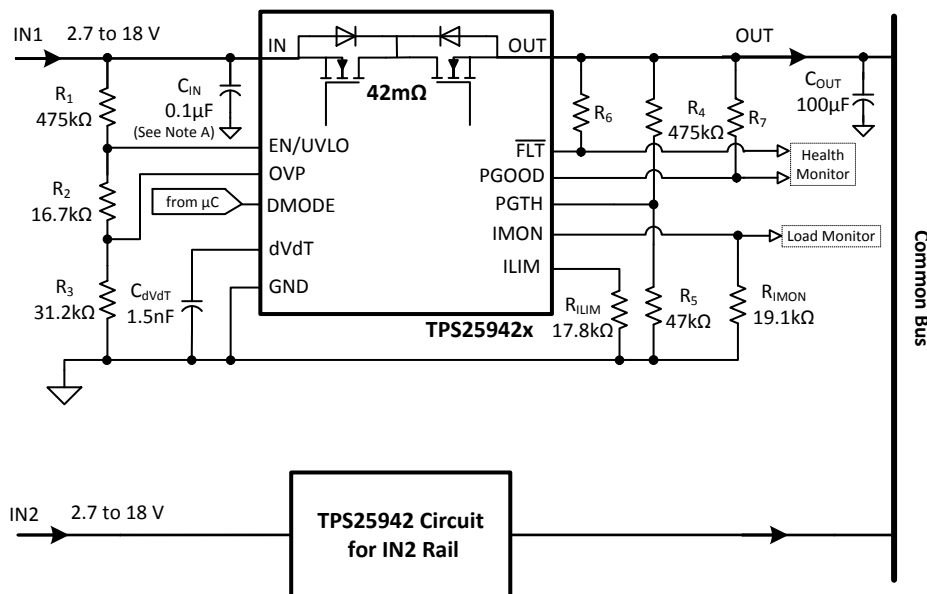 IN1
2.7 to 18 V
IN
OUT
OUT
R1
475kΩ
CIN
0.1µF
(See Note A)
42mΩ
R6
R4
475kΩ
R7
COUT
100µF
EN/UVLO
FLT
Health
Monitor
OVP
PGOOD
R2
16.7kΩ
from µC
DMODE
PGTH
IMON
Load Monitor
dVdT
ILIM
GND
R3
31.2kΩ
CdVdT
1.5nF
RILIM
17.8kΩ
R5
47kΩ
RIMON
19.1kΩ
TPS25942x
Common Bus
IN2
2.7 to 18 V
TPS25942 Circuit
for IN2 Rail